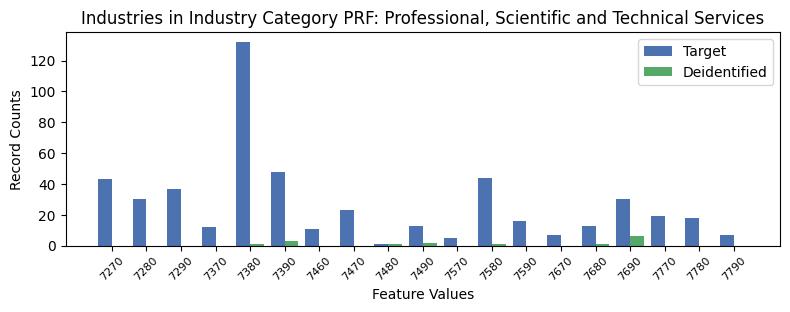 Industries in Industry Category PRF: Professional, Scientific and Technical Services
Target
Deidentified
Record Counts
120
100
80
60
40
20
0
7270 7280 7290 7370 7380 7390 7460 7470 7480 7490 7570 7580 7590 7670 7680 7690 7770 7780 7790
Feature Values